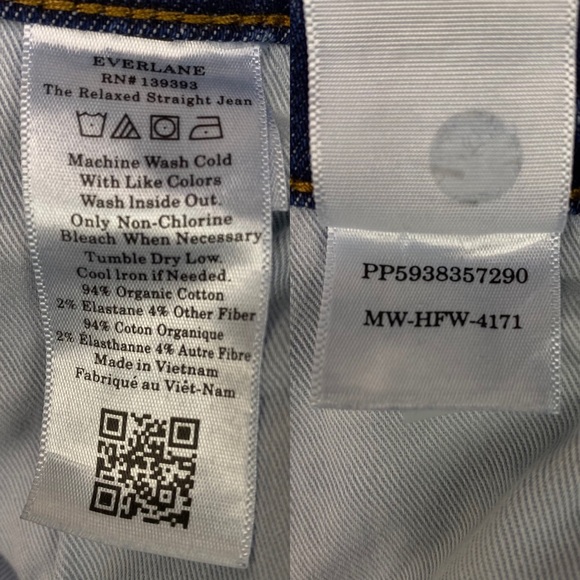 EVERLANE
RN# 139393
The Relaxed Straight Jean
Machine Wash Cold
With Like Colors
Wash Inside Out.
Only Non-Chlorine
Bleach When Necessary
Tumble Dry Low.
Cool Iron if Needed.
94% Organic Cotton
2% Elastane 4% Other Fiber
94% Coton Organique
2% Élasthanne 4% Autre Fibre
Made in Vietnam
Fabriqué au Viêt-Nam
PP5938357290
MW-HFW-4171